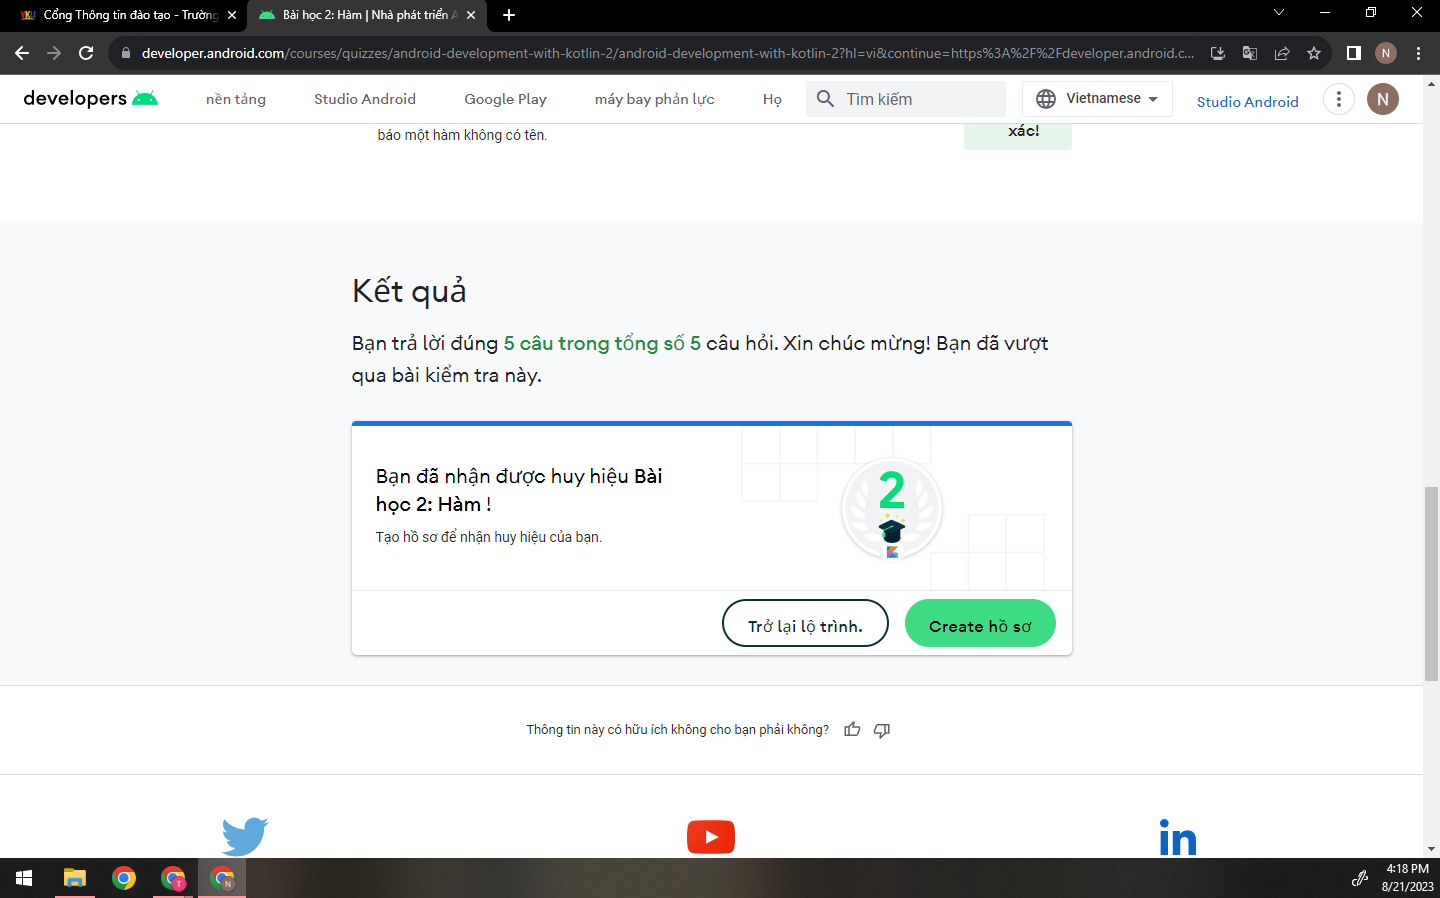 Cổng Thông tin đào tạo - Trường
Bài học 2: Hàm | Nhà phát triển A
developer.android.com/courses/quizzes/android-development-with-kotlin-2/android-development-with-kotlin-2?hl=vi&continue=https%3A%2F%2Fdeveloper.android.c...
N
developers
nền tảng
Studio Android
Google Play
máy bay phản lực
Họ
Tìm kiếm
Vietnamese
Studio Android
N
báo một hàm không có tên.
xác!
Kết quả
Bạn trả lời đúng 5 câu trong tổng số 5 câu hỏi. Xin chúc mừng! Bạn đã vượt
qua bài kiểm tra này.
Bạn đã nhận được huy hiệu Bài
học 2: Hàm !
Tạo hồ sơ để nhận huy hiệu của bạn.
2
Trở lại lộ trình.
Create hồ sơ
Thông tin này có hữu ích không cho bạn phải không?
in
T
N
4:18 PM
8/21/2023